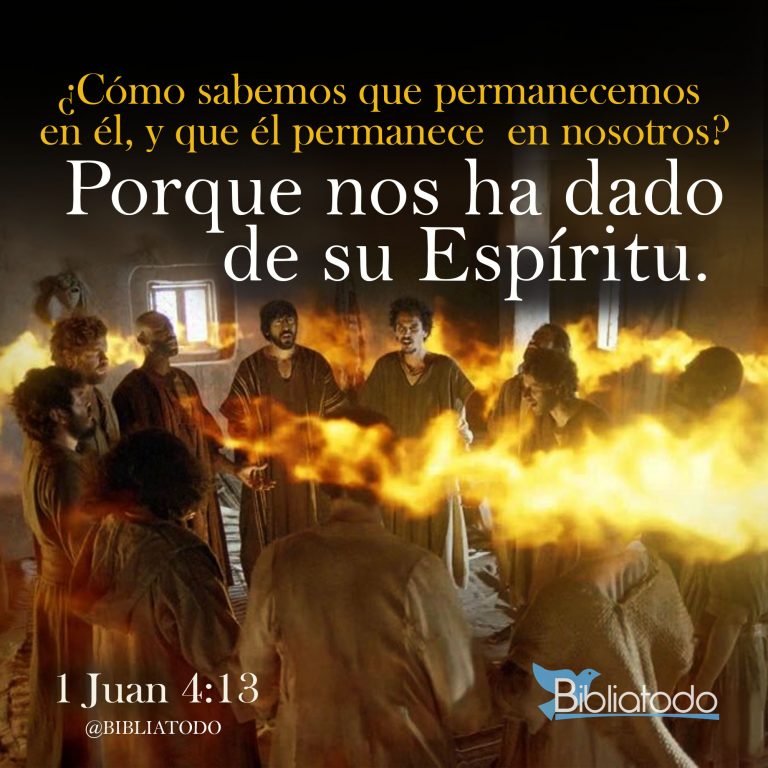 ¿Cómo sabemos que permanecemos
en él, y que él permanece en nosotros?
Porque nos ha dado
de su Espíritu.
1 Juan 4:13
@BIBLIATODO
Bibliatodo